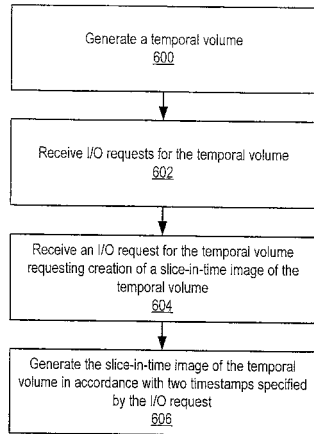 Generate a temporal volume
600
Receive I/O requests for the temporal volume
602
Receive an I/O request for the temporal volume
requesting creation of a slice-in-time image of the
temporal volume
604
Generate the slice-in-time image of the temporal
volume in accordance with two timestamps specified
by the I/O request
606